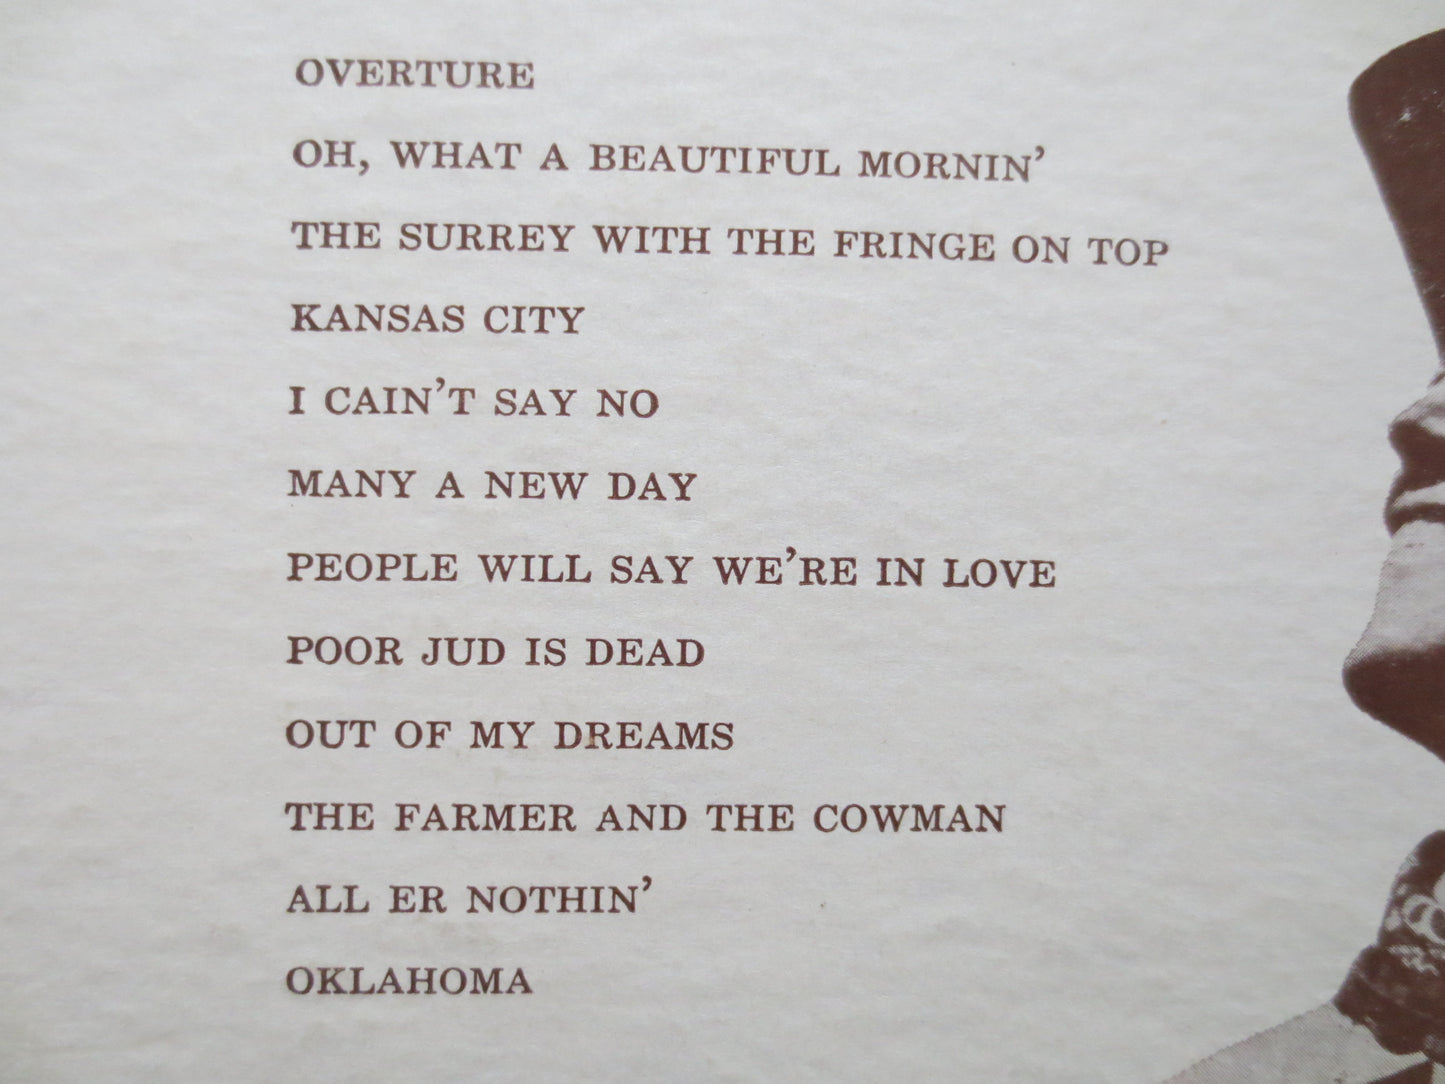 OVERTURE
OH, WHAT A BEAUTIFUL MORNIN'
THE SURREY WITH THE FRINGE ON TOP
KANSAS CITY
I CAIN'T SAY NO
MANY A NEW DAY
PEOPLE WILL SAY WE'RE IN LOVE
POOR JUD IS DEAD
OUT OF MY DREAMS
THE FARMER AND THE COWMAN
ALL ER NOTHIN'
OKLAHOMA